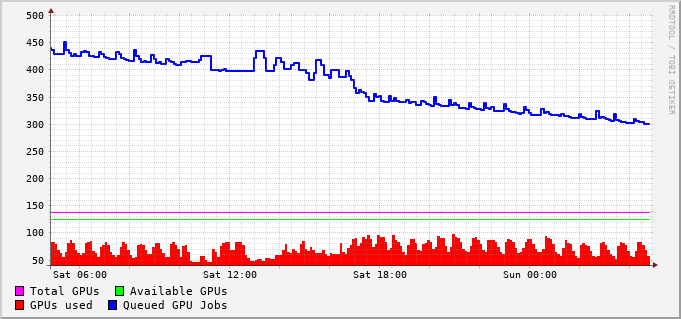 500
450
400
350
300
250
200
150
100
50
Sat 06:00 Sat 12:00 Sat 18:00 Sun 00:00
Total GPUs Available GPUs
GPUs used Queued GPU Jobs
RRDTOOL / TOBI OETIKER